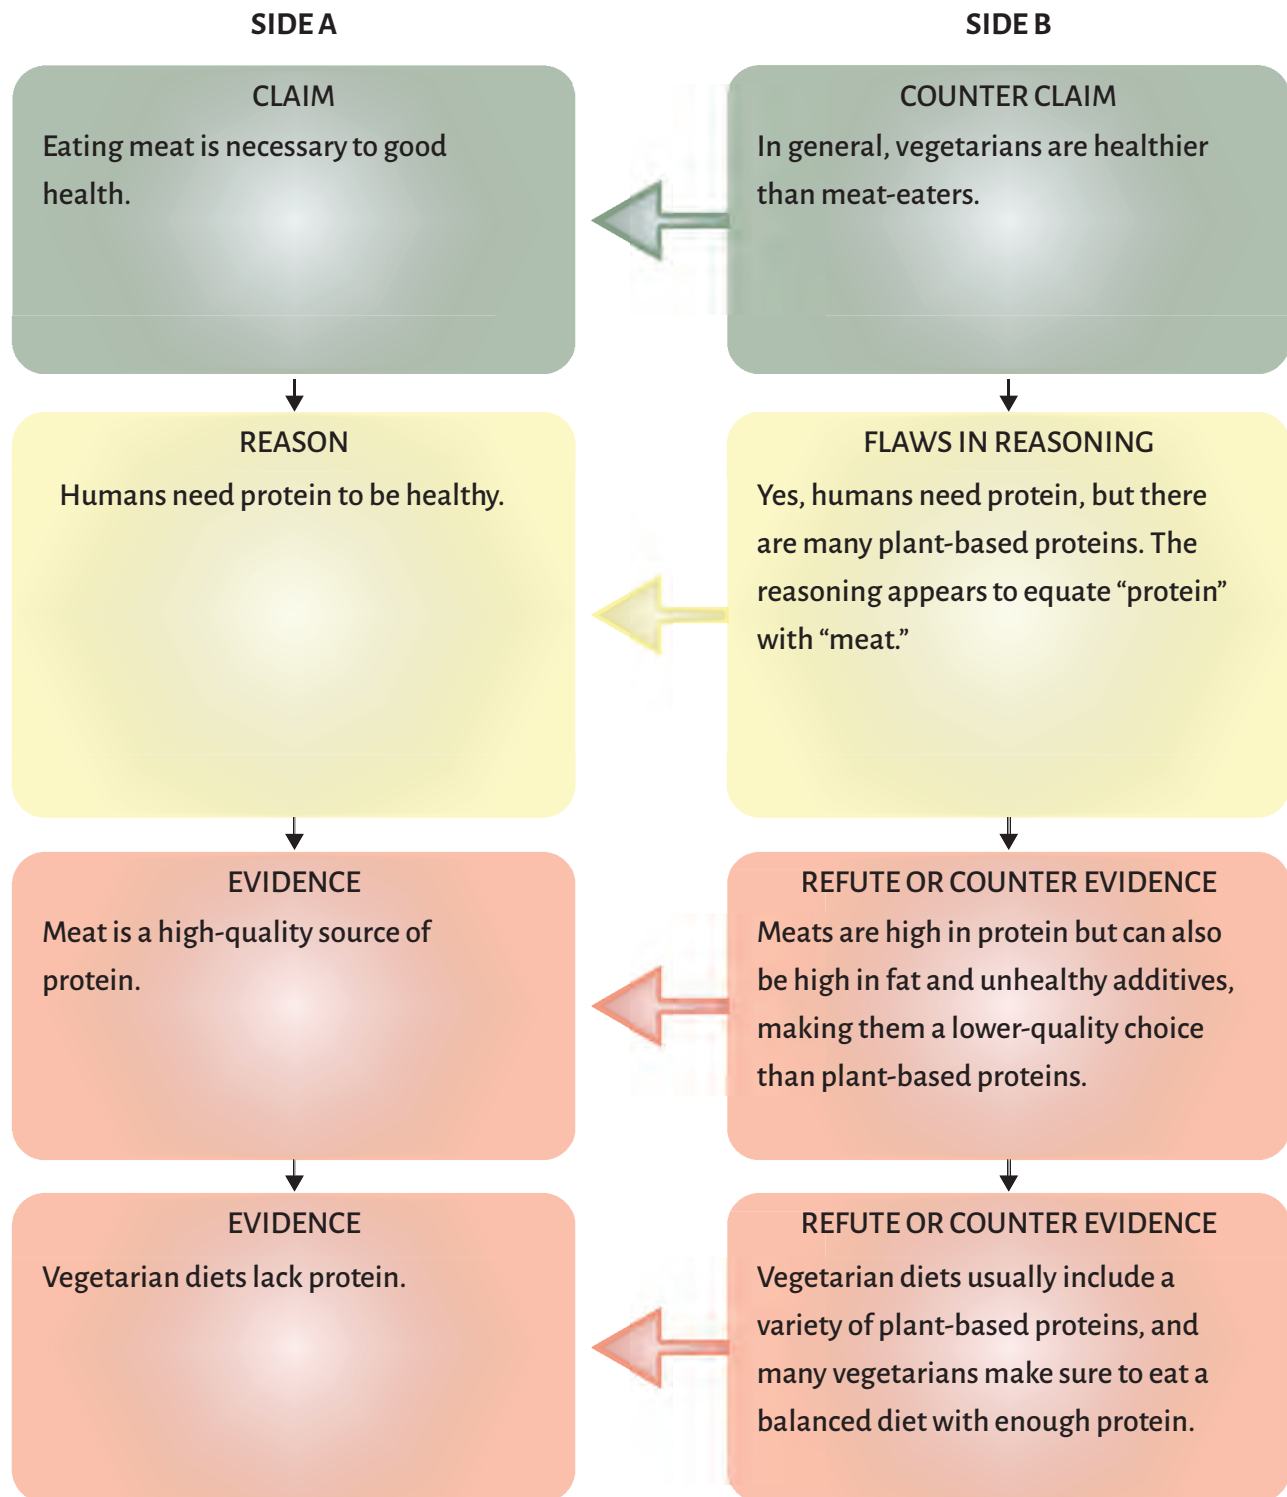 SIDE A
SIDE B
CLAIM
Eating meat is necessary to good
health.
COUNTER CLAIM
In general, vegetarians are healthier
than meat-eaters.
REASON
Humans need protein to be healthy.
FLAWS IN REASONING
Yes, humans need protein, but there
are many plant-based proteins. The
reasoning appears to equate “protein”
with “meat.”
EVIDENCE
Meat is a high-quality source of
protein.
REFUTE OR COUNTER EVIDENCE
Meats are high in protein but can also
be high in fat and unhealthy additives,
making them a lower-quality choice
than plant-based proteins.
EVIDENCE
Vegetarian diets lack protein.
REFUTE OR COUNTER EVIDENCE
Vegetarian diets usually include a
variety of plant-based proteins, and
many vegetarians make sure to eat a
balanced diet with enough protein.